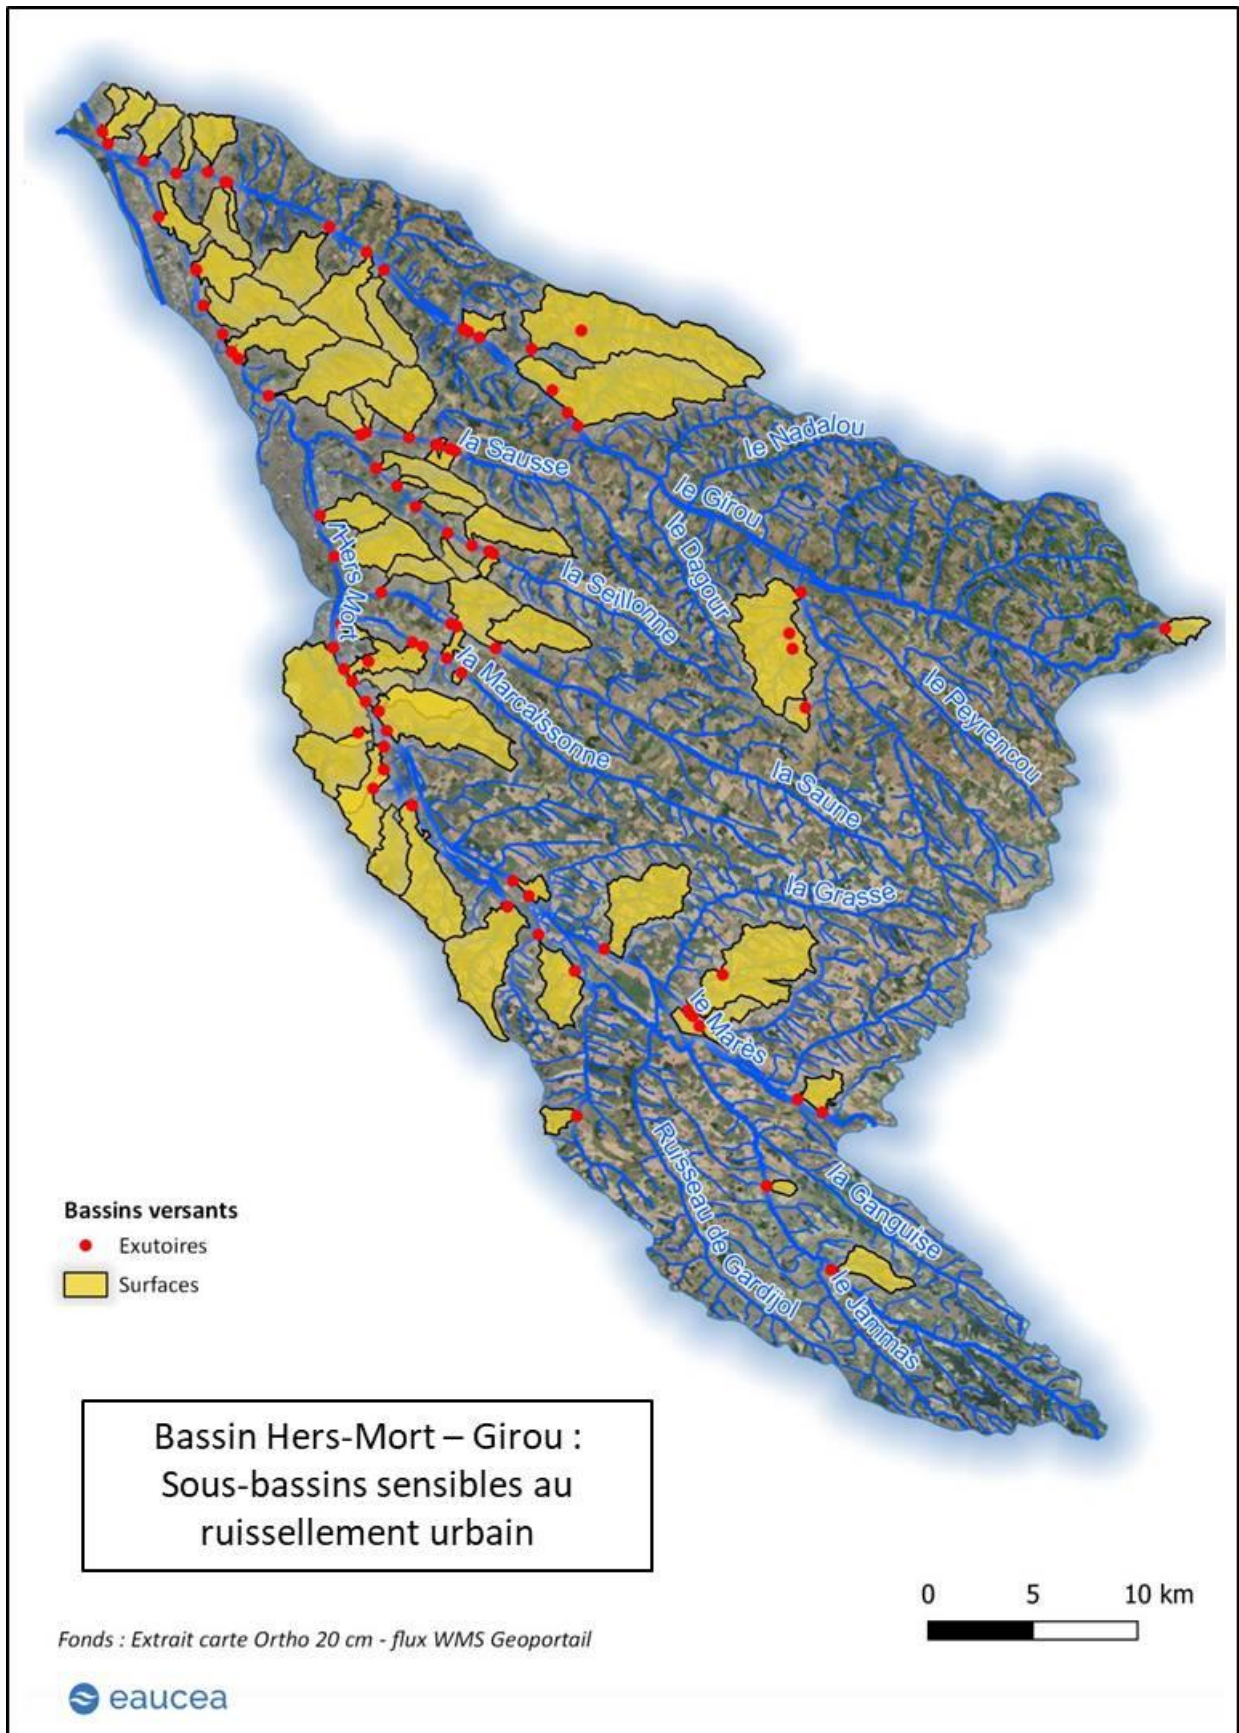 le Nadalou
la Sausse
le Girou
le Dagour
l'Hers Mort
la Seillonne
la Marcaissonne
le Peyrencou
la Saune
la Grasse
le Marès
Ruisseau de Gardijol
la Ganguise
le Jammas
Bassins versants
Exutoires
Surfaces
Bassin Hers-Mort – Girou :
Sous-bassins sensibles au
ruissellement urbain
0 5 10 km
Fonds : Extrait carte Ortho 20 cm - flux WMS Geoportail
eaucea